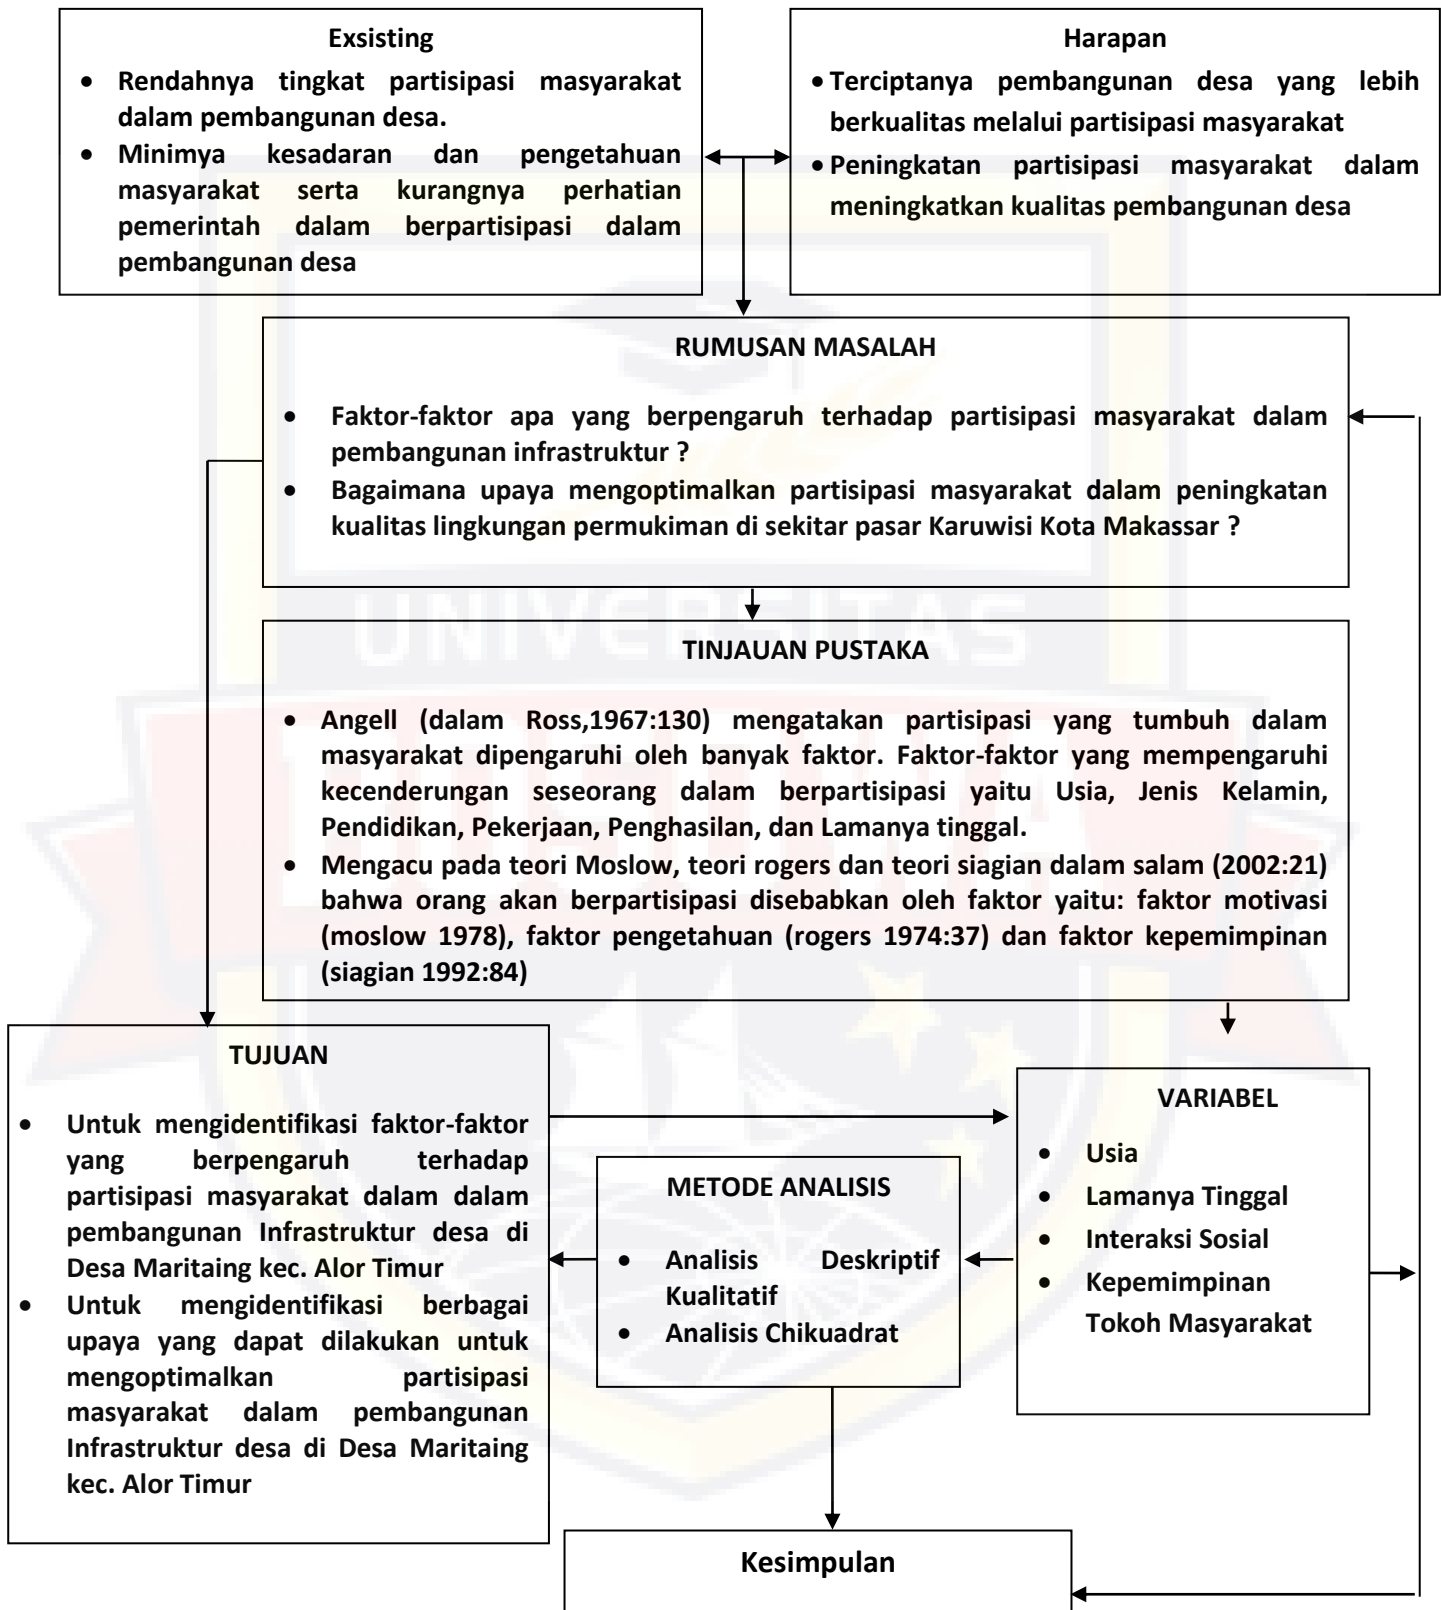 Exsisting
• Rendahnya tingkat partisipasi masyarakat
dalam pembangunan desa.
• Minimya kesadaran dan pengetahuan
masyarakat serta kurangnya perhatian
pemerintah dalam berpartisipasi dalam
pembangunan desa
Harapan
• Terciptanya pembangunan desa yang lebih
berkualitas melalui partisipasi masyarakat
• Peningkatan partisipasi masyarakat dalam
meningkatkan kualitas pembangunan desa
RUMUSAN MASALAH
• Faktor-faktor apa yang berpengaruh terhadap partisipasi masyarakat dalam
pembangunan infrastruktur ?
• Bagaimana upaya mengoptimalkan partisipasi masyarakat dalam peningkatan
kualitas lingkungan permukiman di sekitar pasar Karuwisi Kota Makassar ?
UNIVERSITAS
TINJAUAN PUSTAKA
• Angell (dalam Ross,1967:130) mengatakan partisipasi yang tumbuh dalam
masyarakat dipengaruhi oleh banyak faktor. Faktor-faktor yang mempengaruhi
kecenderungan seseorang dalam berpartisipasi yaitu Usia, Jenis Kelamin,
Pendidikan, Pekerjaan, Penghasilan, dan Lamanya tinggal.
• Mengacu pada teori Moslow, teori rogers dan teori siagian dalam salam (2002:21)
bahwa orang akan berpartisipasi disebabkan oleh faktor yaitu: faktor motivasi
(moslow 1978), faktor pengetahuan (rogers 1974:37) dan faktor kepemimpinan
(siagian 1992:84)
TUJUAN
• Untuk mengidentifikasi faktor-faktor
yang berpengaruh terhadap
partisipasi masyarakat dalam dalam
pembangunan Infrastruktur desa di
Desa Maritaing kec. Alor Timur
• Untuk mengidentifikasi berbagai
upaya yang dapat dilakukan untuk
mengoptimalkan partisipasi
masyarakat dalam pembangunan
Infrastruktur desa di Desa Maritaing
kec. Alor Timur
METODE ANALISIS
• Analisis Deskriptif
Kualitatif
• Analisis Chikuadrat
VARIABEL
• Usia
• Lamanya Tinggal
• Interaksi Sosial
• Kepemimpinan
Tokoh Masyarakat
Kesimpulan